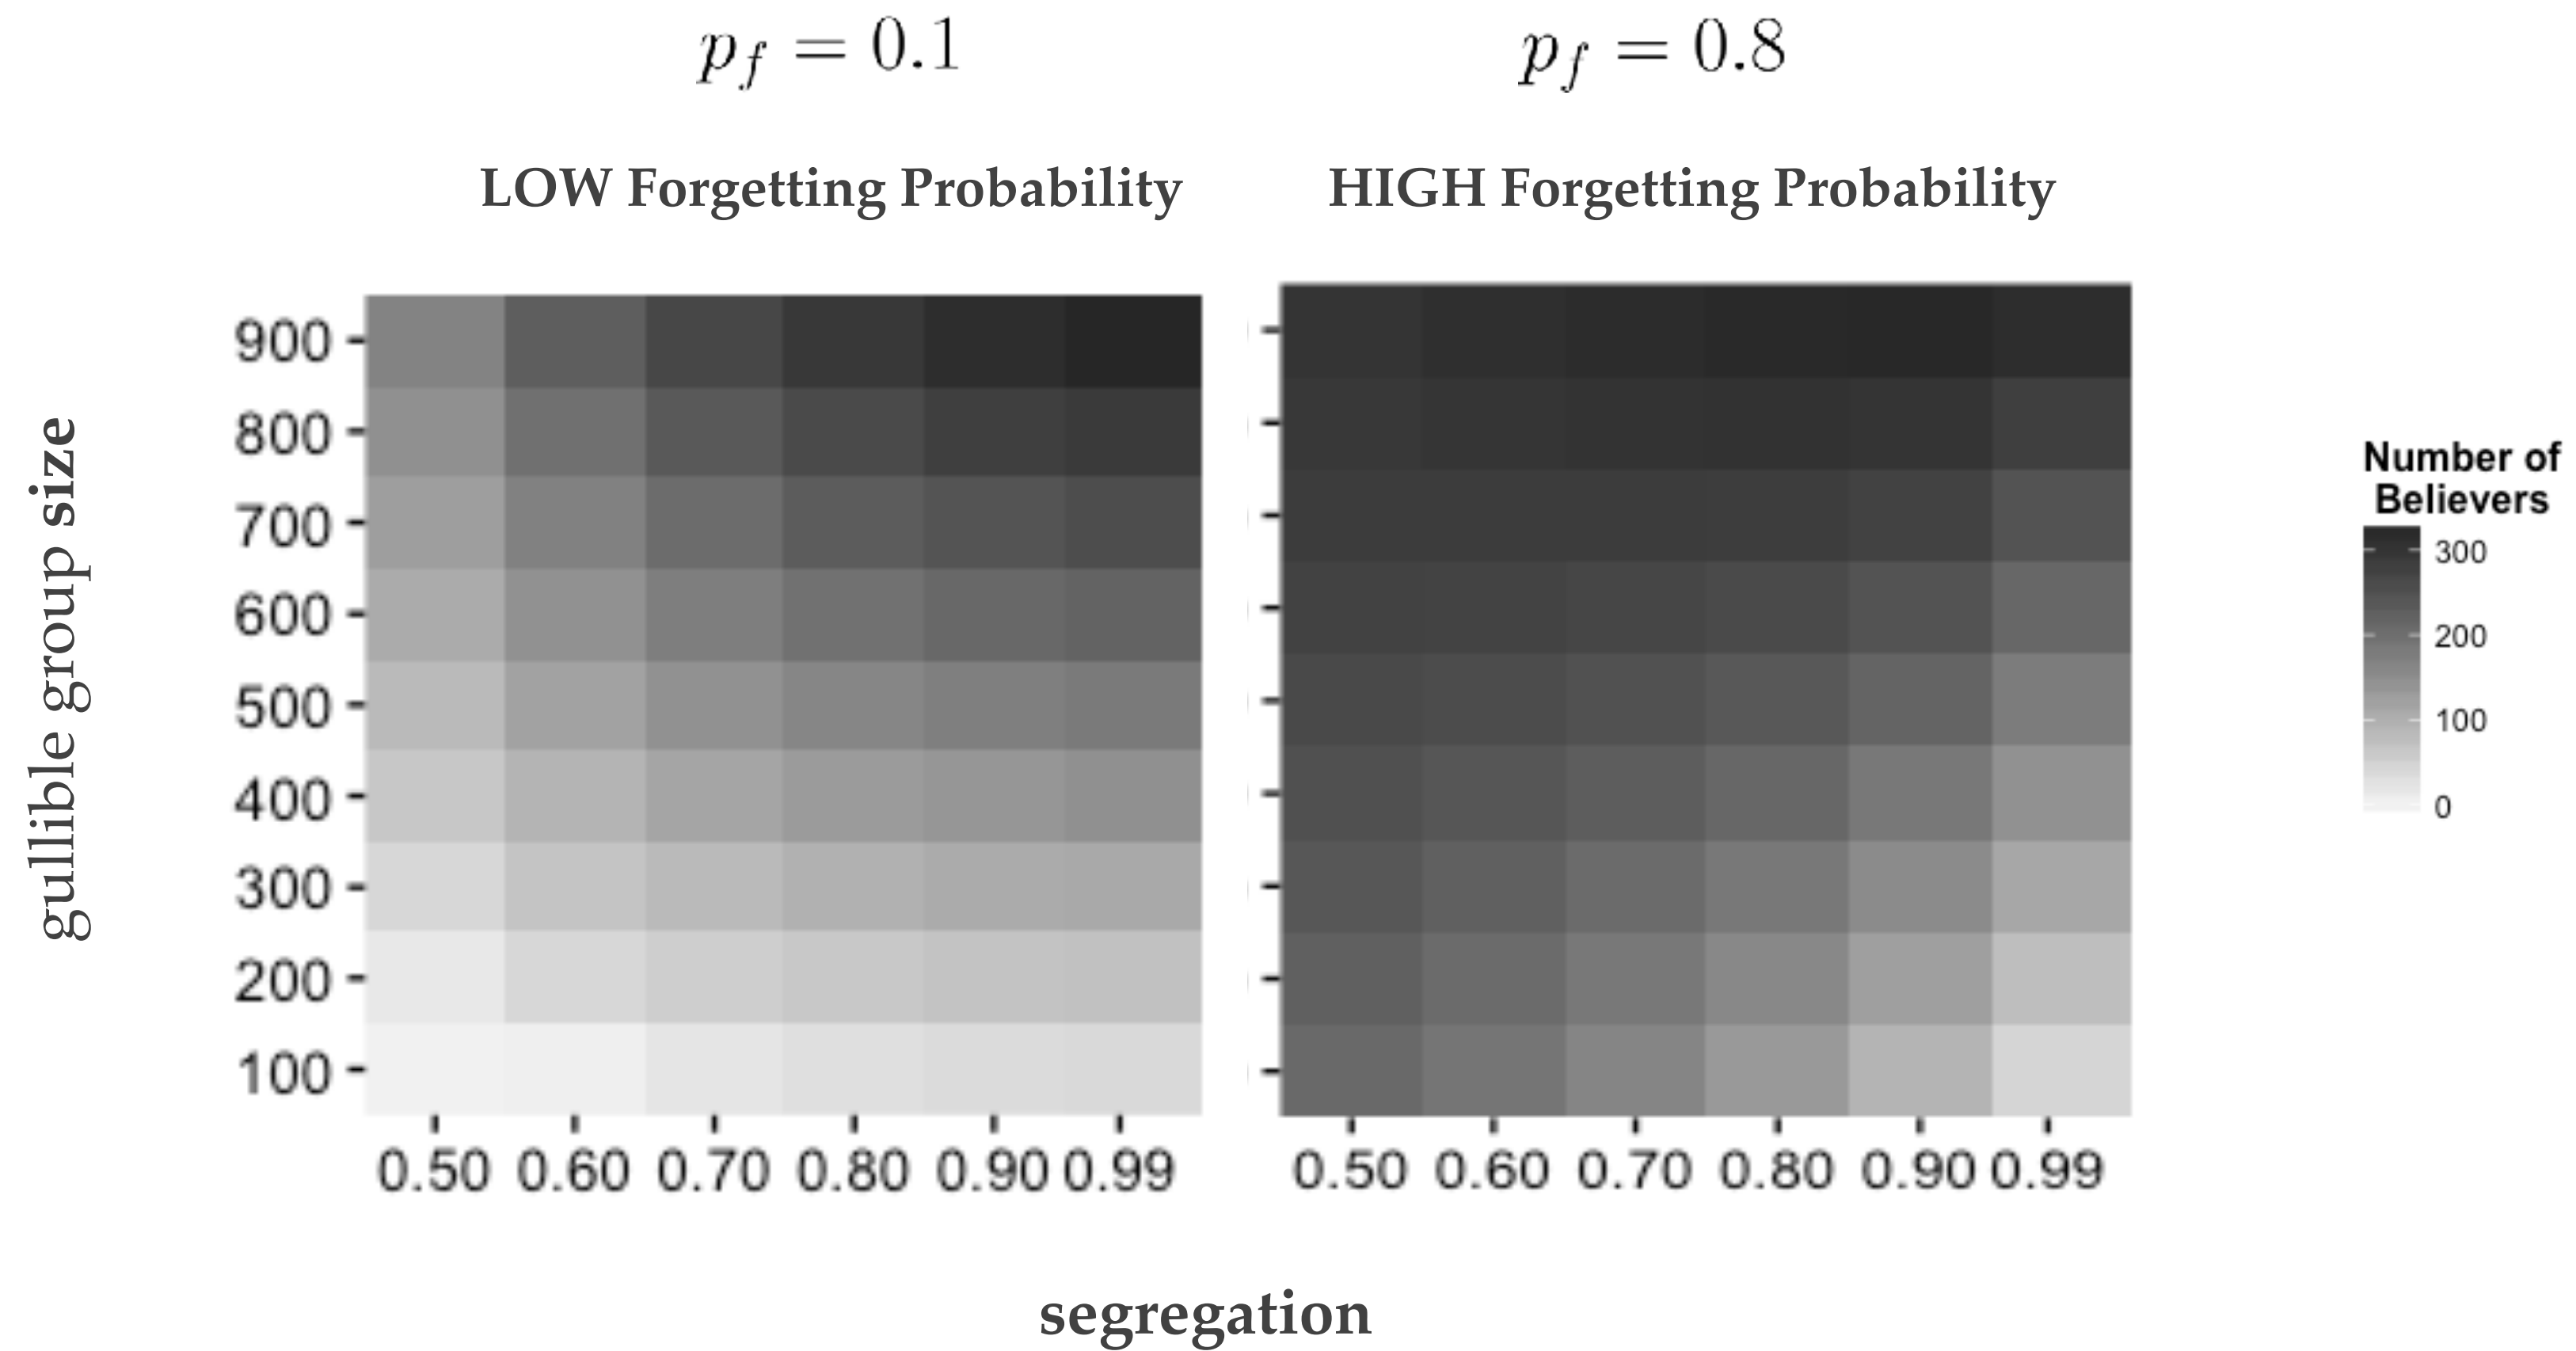 p_f = 0.1
p_f = 0.8
LOW Forgetting Probability
HIGH Forgetting Probability
gullible group size
900
800
700
600
500
400
300
200
100
0.50 0.60 0.70 0.80 0.90 0.99
0.50 0.60 0.70 0.80 0.90 0.99
segregation
Number of
Believers
300
200
100
0